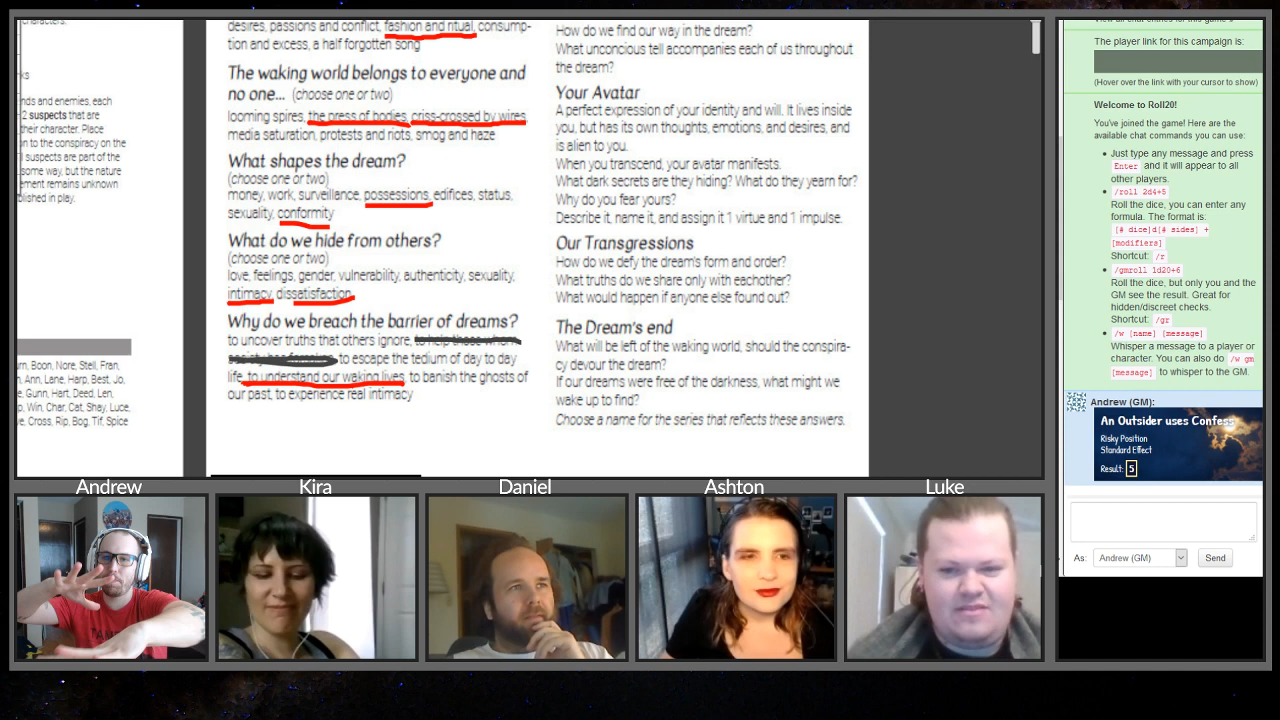 characters.
ks
nds and enemies, each
2 suspects that are
their character. Place
on to the conspiracy on the
suspects are part of the
some way, but the nature
ement remains unknown
blished in play.
urn, Boon, Nore, Stell, Fran,
, Ann, Lane, Harp, Best, Jo,
e, Gunn, Hart, Deed, Len,
p, Win, Char, Cat, Shay, Luce,
ve, Cross, Rip, Bog, Tif, Spice
desires, passions and conflict, fashion and ritual, consump-
tion and excess, a half forgotten song
The waking world belongs to everyone and
no one... (choose one or two)
looming spires, the press of bodies, criss-crossed by wires
media saturation, protests and riots, smog and haze
What shapes the dream?
(choose one or two)
money, work, surveillance, possessions, edifices, status,
sexuality, conformity
What do we hide from others?
(choose one or two)
love, feelings, gender, vulnerability, authenticity, sexuality,
intimacy, dissatisfaction
Why do we breach the barrier of dreams?
to uncover truths that others ignore, to help those whom
society has forgotten, to escape the tedium of day to day
life, to understand our waking lives, to banish the ghosts of
our past, to experience real intimacy
How do we find our way in the dream?
What unconcious tell accompanies each of us throughout
the dream?
Your Avatar
A perfect expression of your identity and will. It lives inside
you, but has its own thoughts, emotions, and desires, and
is alien to you.
When you transcend, your avatar manifests.
What dark secrets are they hiding? What do they yearn for?
Why do you fear yours?
Describe it, name it, and assign it 1 virtue and 1 impulse.
Our Transgressions
How do we defy the dream's form and order?
What truths do we share only with eachother?
What would happen if anyone else found out?
The Dream's end
What will be left of the waking world, should the conspira-
cy devour the dream?
If our dreams were free of the darkness, what might we
wake up to find?
Choose a name for the series that reflects these answers.
View all chat entries for this game »
The player link for this campaign is:
(Hover over the link with your cursor to show)
Welcome to Roll20!
You've joined the game! Here are the
available chat commands you can use:
• Just type any message and press
Enter and it will appear to all
other players.
• /roll 2d4+5
Roll the dice, you can enter any
formula. The format is:
[# dice]d[# sides] +
[modifiers]
Shortcut: /r
• /gmroll 1d20+6
Roll the dice, but only you and the
GM see the result. Great for
hidden/discreet checks.
Shortcut: /gr
• /w [name] [message]
Whisper a message to a player or
character. You can also do /w gm
[message] to whisper to the GM.
Andrew (GM):
An Outsider uses Confess
Risky Position
Standard Effect
Result: 5
As: Andrew (GM) Send
Andrew
Kira
Daniel
Ashton
Luke